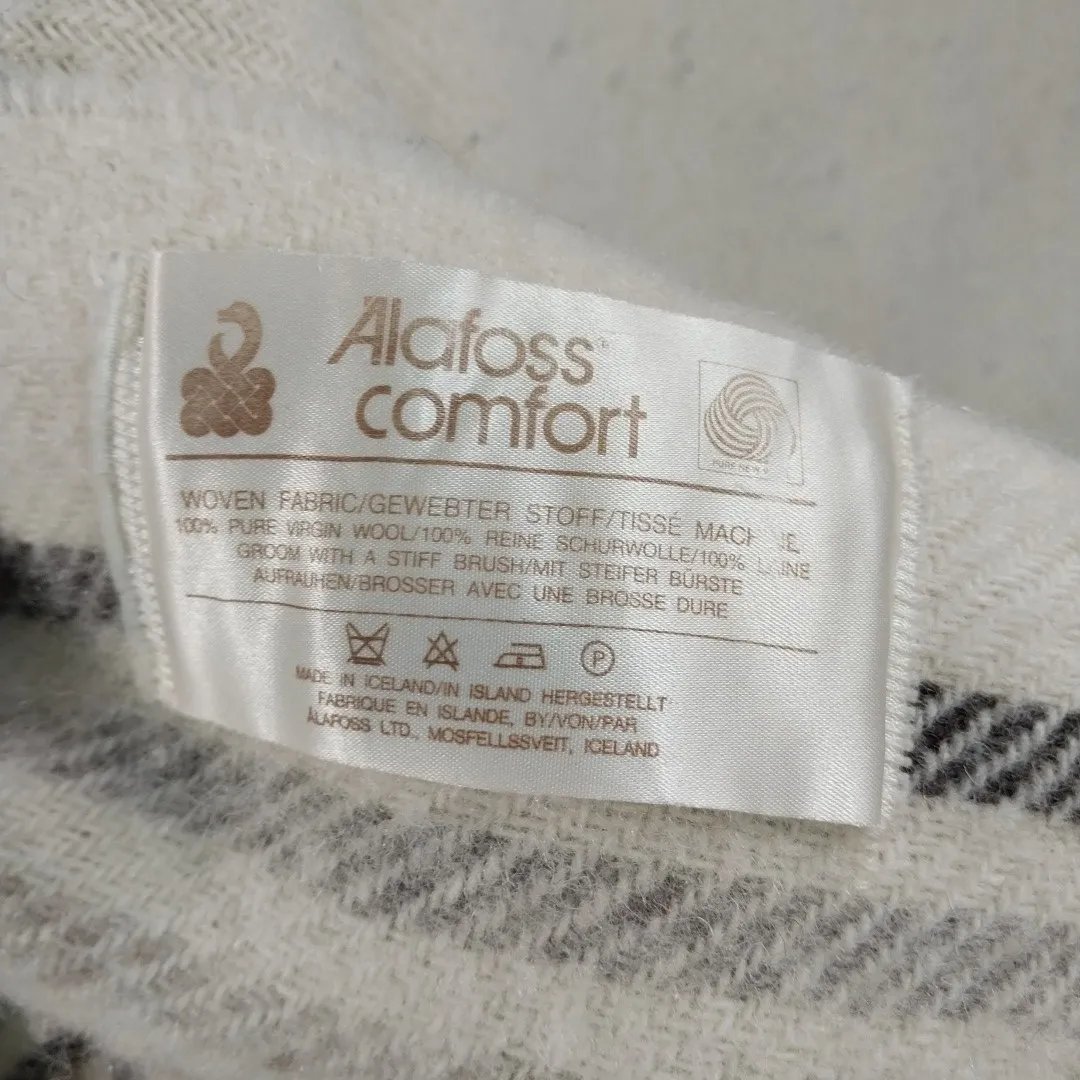 Álafoss
comfort
PURE NEW
WOVEN FABRIC/GEWEBTER STOFF/TISSÉ
100% PURE VIRGIN WOOL/100% REINE SCHURWOLLE/100%
GROOM WITH A STIFF BRUSH/MIT STEIFER BÜRSTE
AUFRAUHEN/BROSSER AVEC UNE BROSSE DURE
P
MADE IN ICELAND/IN ISLAND HERGESTELLT
FABRIQUE EN ISLANDE, BY/VON/PAR
ÁLAFOSS LTD., MOSFELLSSVEIT, ICELAND